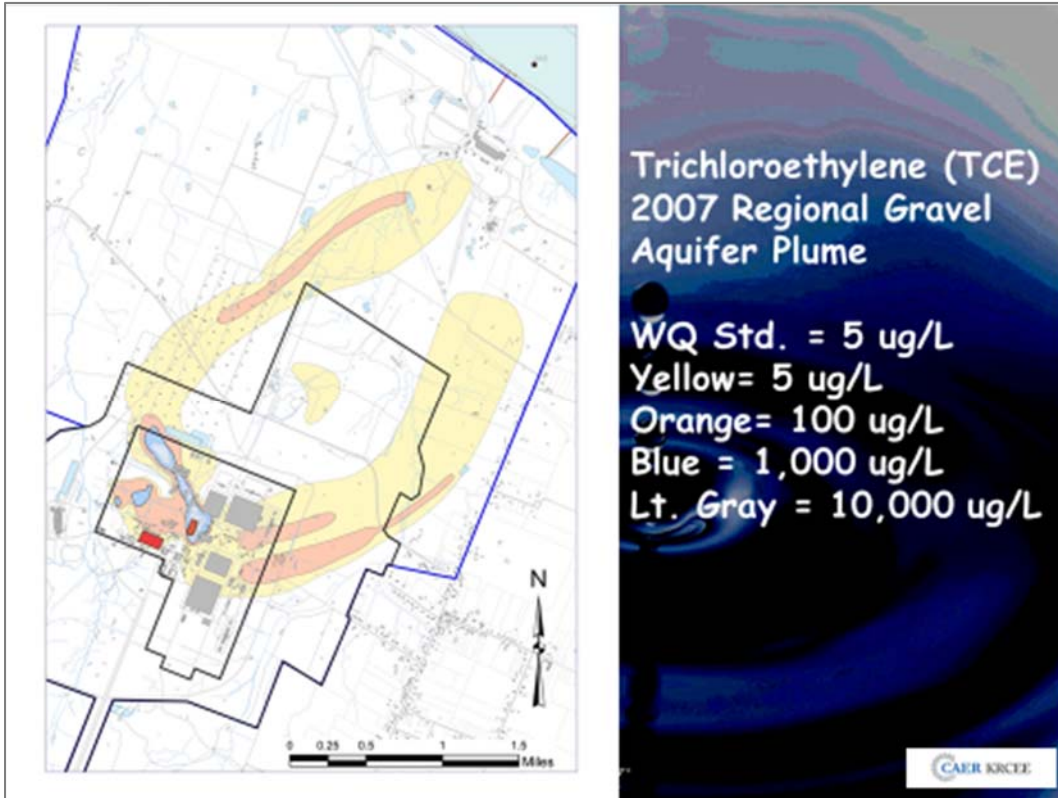 Trichloroethylene (TCE)
2007 Regional Gravel
Aquifer Plume
WQ Std. = 5 ug/L
Yellow= 5 ug/L
Orange= 100 ug/L
Blue = 1,000 ug/L
Lt. Gray = 10,000 ug/L
N
0 0.25 0.5 1 1.5
Miles
CAER KRCEE